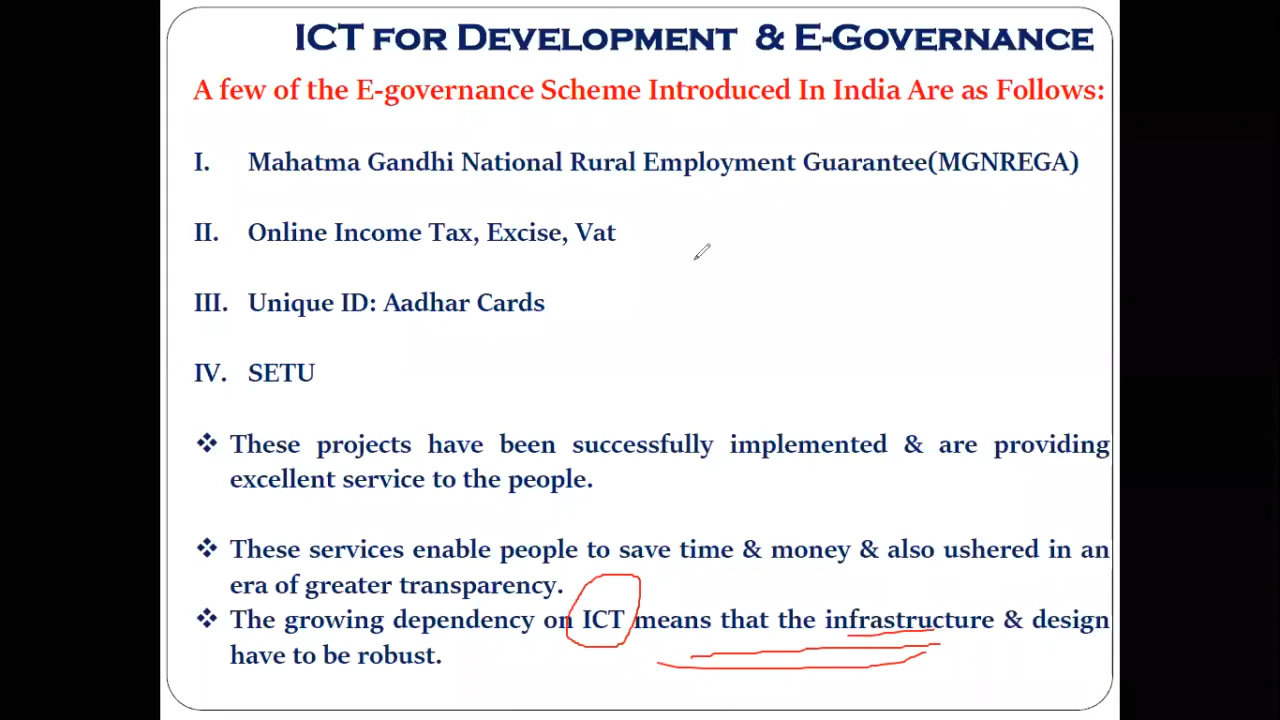 ICT FOR DEVELOPMENT & E-GOVERNANCE
A few of the E-governance Scheme Introduced In India Are as Follows:
I. Mahatma Gandhi National Rural Employment Guarantee(MGNREGA)
II. Online Income Tax, Excise, Vat
III. Unique ID: Aadhar Cards
IV. SETU
❖ These projects have been successfully implemented & are providing
excellent service to the people.
❖ These services enable people to save time & money & also ushered in an
era of greater transparency.
❖ The growing dependency on ICT means that the infrastructure & design
have to be robust.